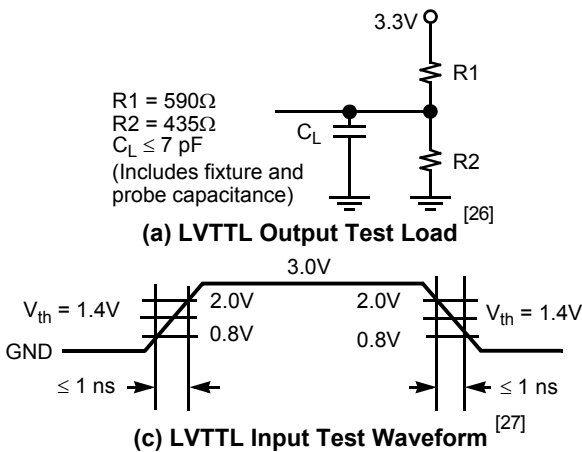 3.3V
R1
R1 = 590Ω
R2 = 435Ω
C_L ≤ 7 pF
(Includes fixture and
probe capacitance)
C_L
R2
(a) LVTTL Output Test Load [26]
3.0V
V_th = 1.4V
2.0V
0.8V
GND
≤ 1 ns
2.0V
0.8V
V_th = 1.4V
≤ 1 ns
(c) LVTTL Input Test Waveform [27]